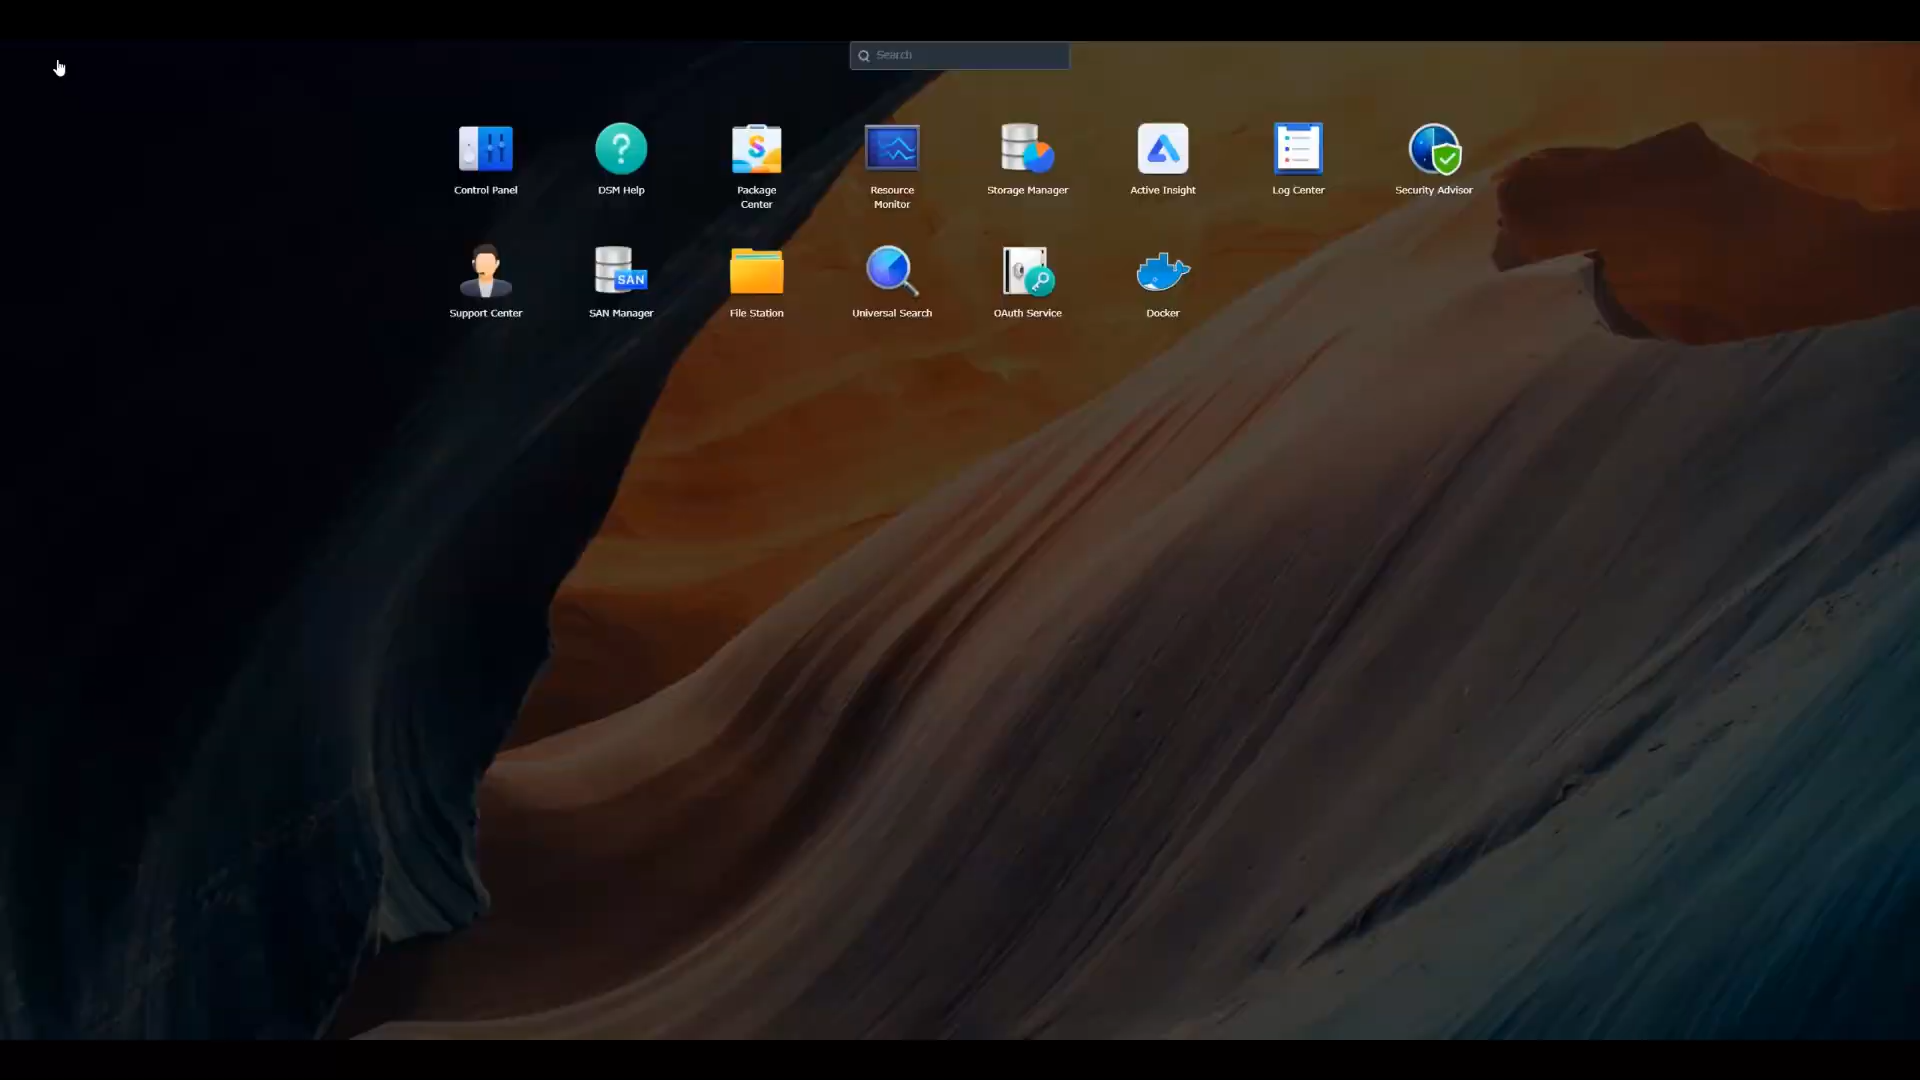 Search
Control Panel
DSM Help
Package
Center
Resource
Monitor
Storage Manager
Active Insight
Log Center
Security Advisor
Support Center
SAN
SAN Manager
File Station
Universal Search
OAuth Service
Docker